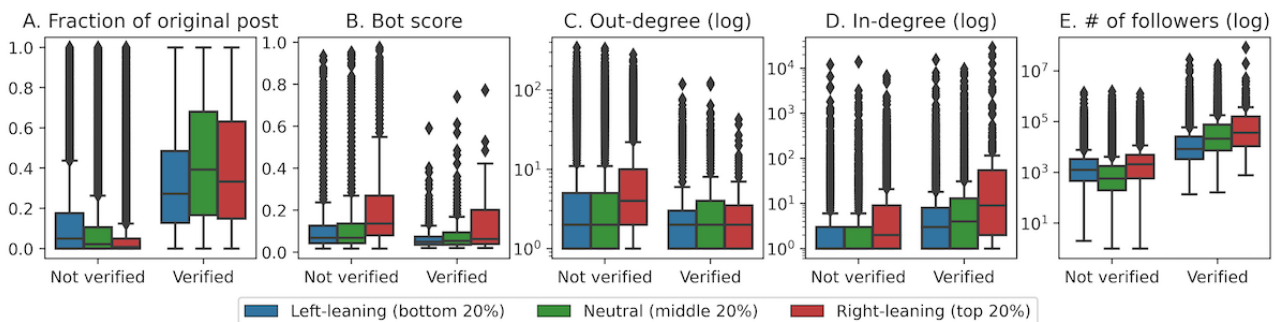 A. Fraction of original post
1.0
0.8
0.6
0.4
0.2
0.0
Not verified Verified
B. Bot score
1.0
0.8
0.6
0.4
0.2
0.0
Not verified Verified
C. Out-degree (log)
10²
10¹
10⁰
Not verified Verified
D. In-degree (log)
10⁴
10³
10²
10¹
10⁰
Not verified Verified
E. # of followers (log)
10⁷
10⁵
10³
10¹
Not verified Verified
Left-leaning (bottom 20%) Neutral (middle 20%) Right-leaning (top 20%)